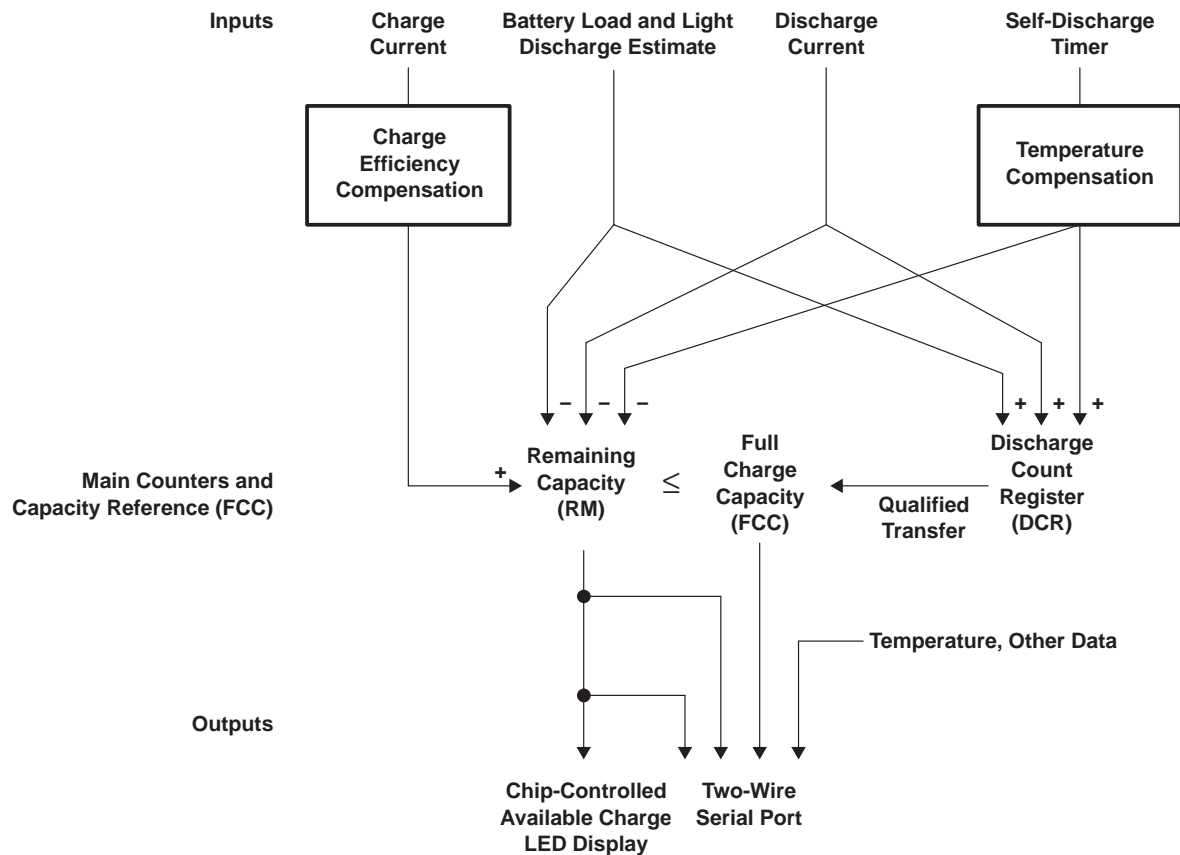 Inputs
Charge
Current
Battery Load and Light
Discharge Estimate
Discharge
Current
Self-Discharge
Timer
Charge
Efficiency
Compensation
Temperature
Compensation
– – –
+ + +
Main Counters and
Capacity Reference (FCC)
+
Remaining
Capacity
(RM)
≤
Full
Charge
Capacity
(FCC)
Qualified
Transfer
Discharge
Count
Register
(DCR)
Temperature, Other Data
Outputs
Chip-Controlled
Available Charge
LED Display
Two-Wire
Serial Port